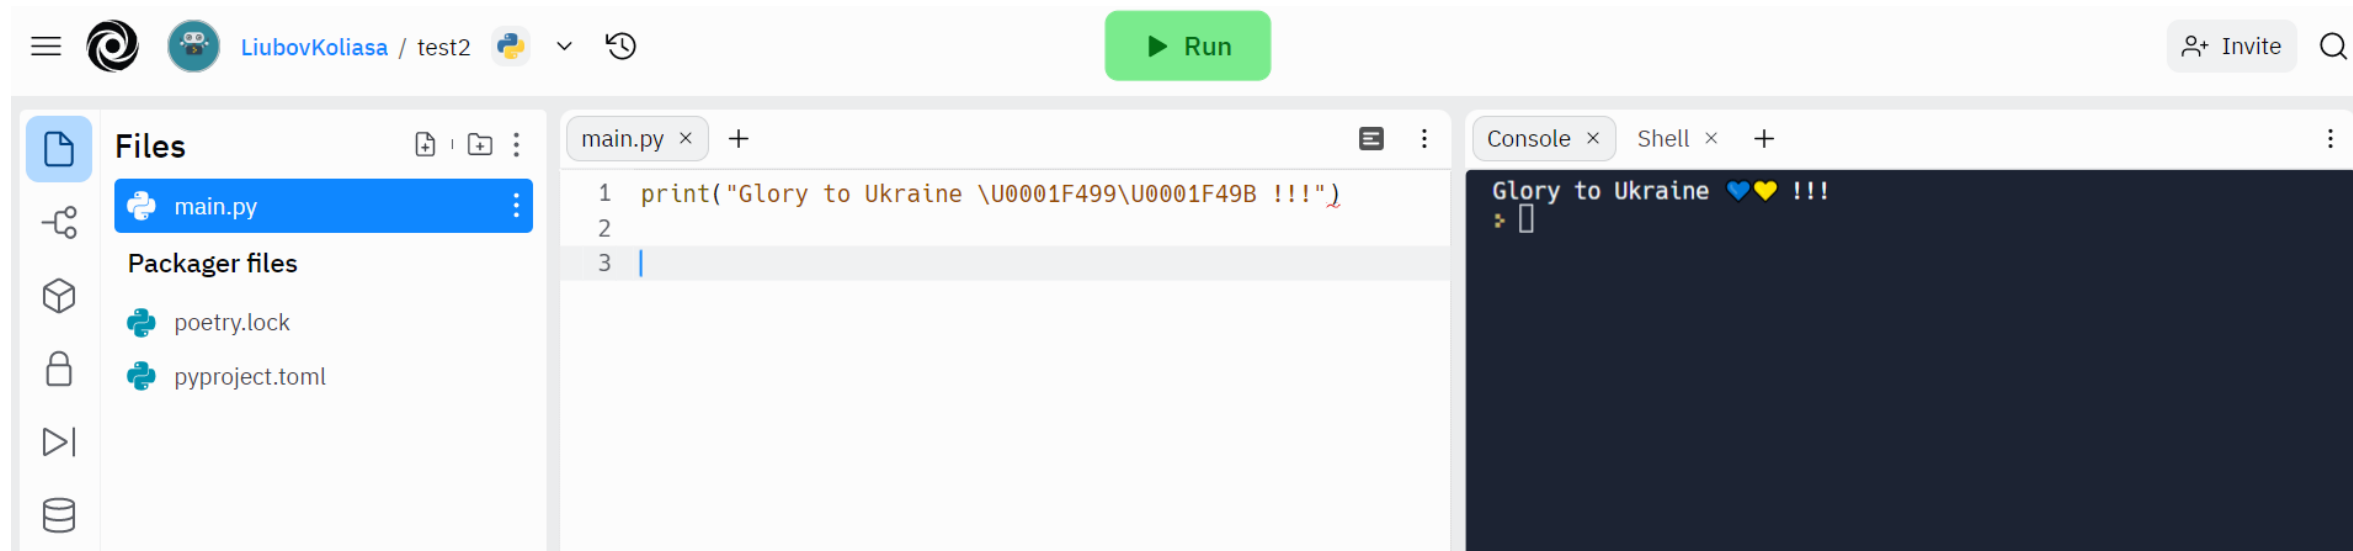 LiubovKoliasa / test2
Run
Invite
Files
main.py
Packager files
poetry.lock
pyproject.toml
main.py × +
1 print("Glory to Ukraine \U0001F499\U0001F49B !!!")
2
3
Console × Shell × +
Glory to Ukraine 💙💛 !!!